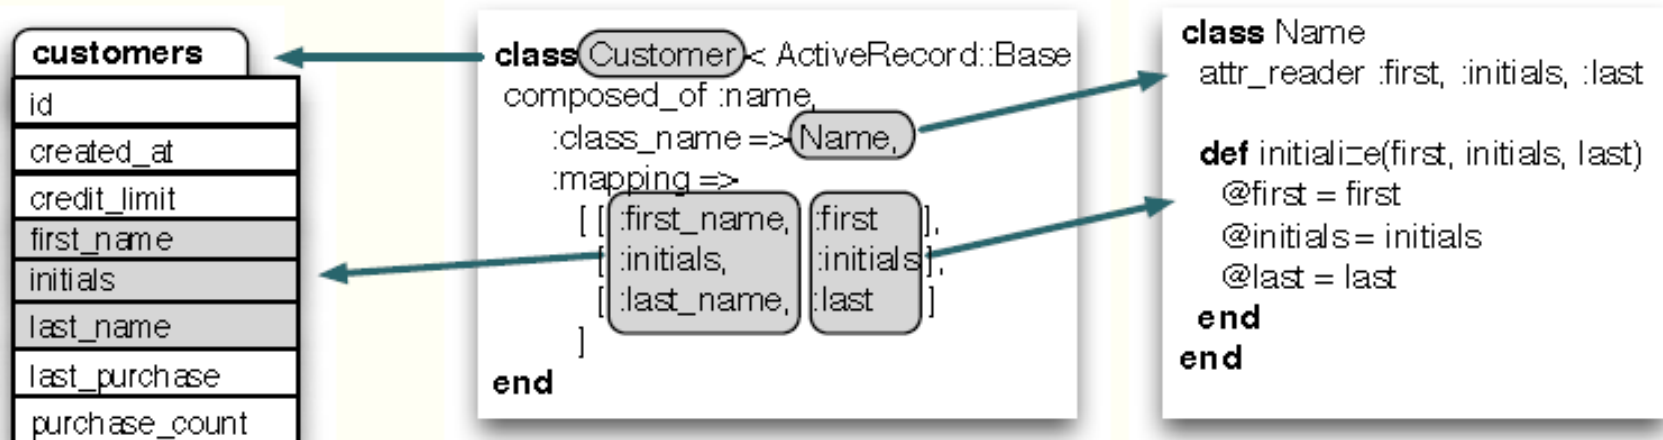 customers
id
created_at
credit_limit
first_name
initials
last_name
last_purchase
purchase_count
class Customer < ActiveRecord::Base
composed_of :name,
:class_name => Name,
:mapping =>
[ [ :first_name, :first ],
[ :initials, :initials ],
[ :last_name, :last ]
]
end
class Name
attr_reader :first, :initials, :last
def initialize(first, initials, last)
@first = first
@initials = initials
@last = last
end
end